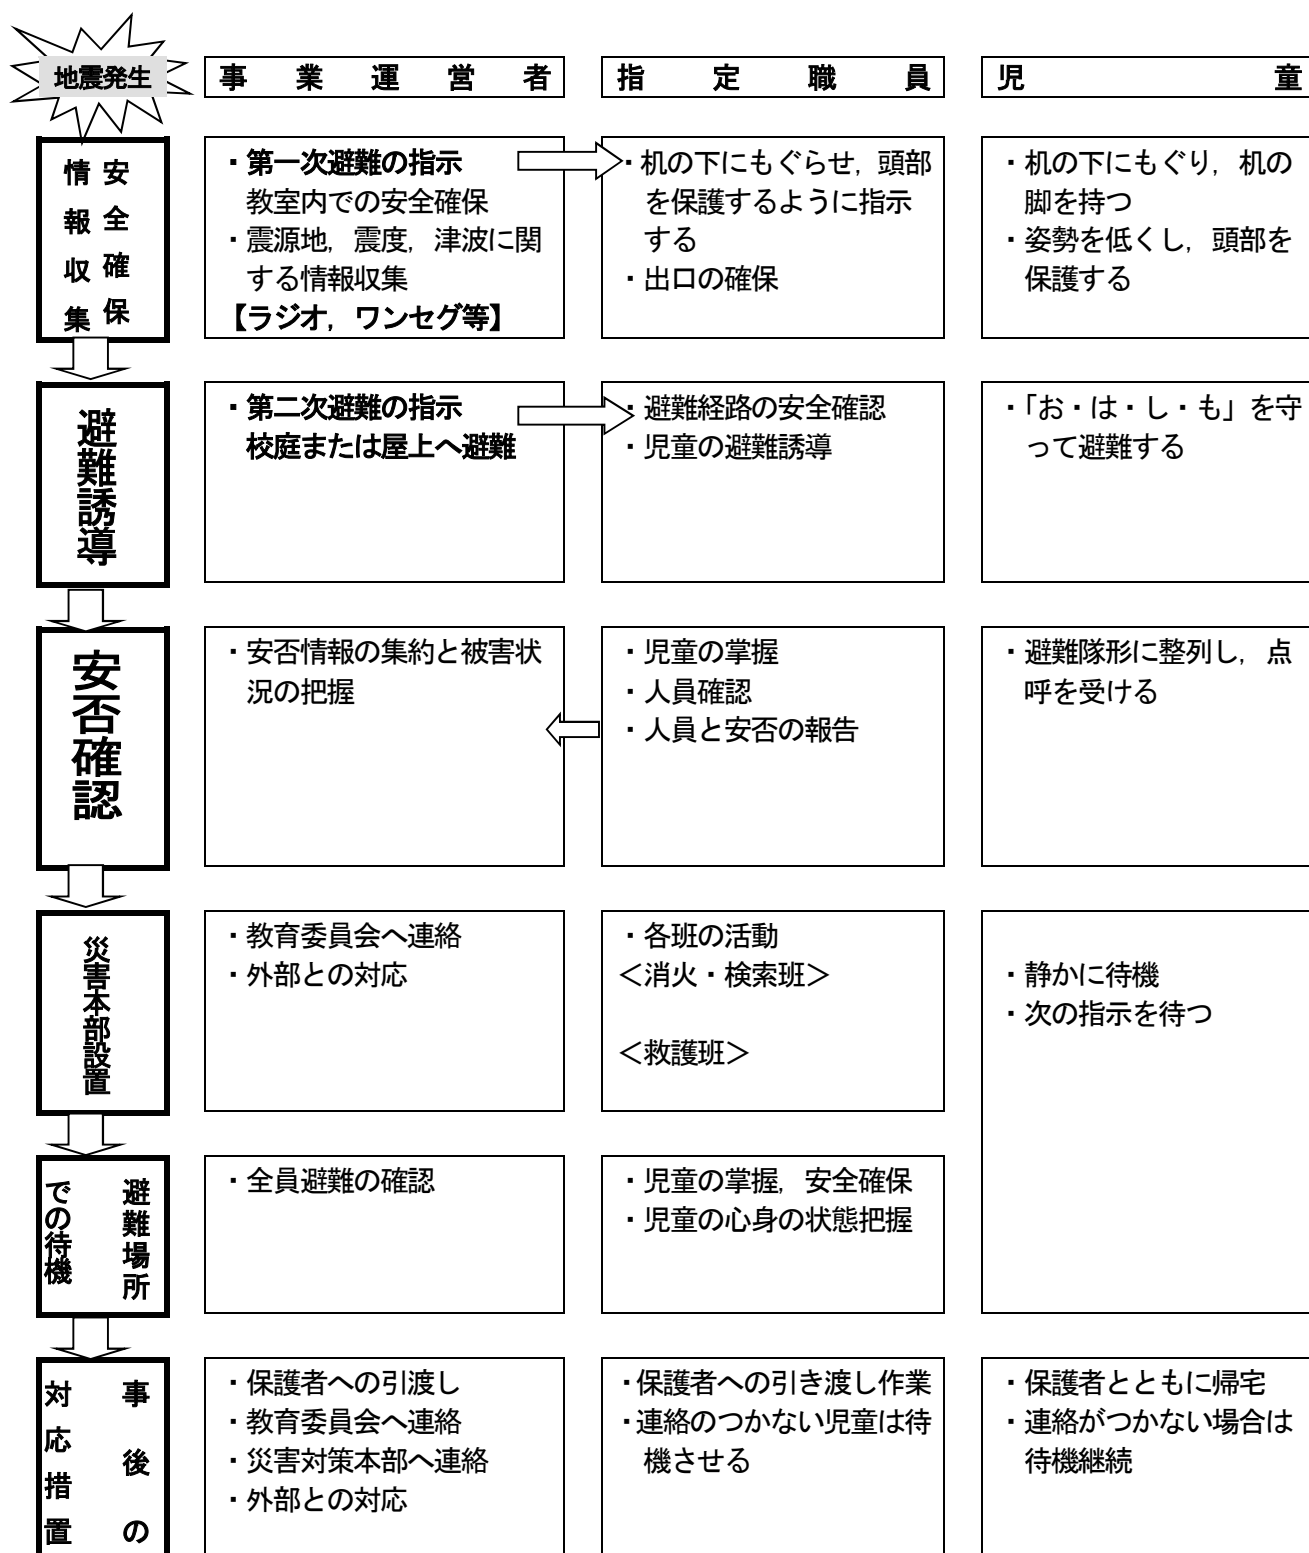 地震発生
事業運営者
指定職員
児童
安全確保
情報収集
・第一次避難の指示
教室内での安全確保
・震源地，震度，津波に関
する情報収集
【ラジオ，ワンセグ等】
・机の下にもぐらせ，頭部
を保護するように指示
する
・出口の確保
・机の下にもぐり，机の
脚を持つ
・姿勢を低くし，頭部を
保護する
避難誘導
・第二次避難の指示
校庭または屋上へ避難
・避難経路の安全確認
・児童の避難誘導
・「お・は・し・も」を守
って避難する
安否確認
・安否情報の集約と被害状
況の把握
・児童の掌握
・人員確認
・人員と安否の報告
・避難隊形に整列し，点
呼を受ける
災害本部設置
・教育委員会へ連絡
・外部との対応
・各班の活動
＜消火・検索班＞
＜救護班＞
・静かに待機
・次の指示を待つ
避難場所
での待機
・全員避難の確認
・児童の掌握，安全確保
・児童の心身の状態把握
事後の
対応措置
・保護者への引渡し
・教育委員会へ連絡
・災害対策本部へ連絡
・外部との対応
・保護者への引き渡し作業
・連絡のつかない児童は待
機させる
・保護者とともに帰宅
・連絡がつかない場合は
待機継続